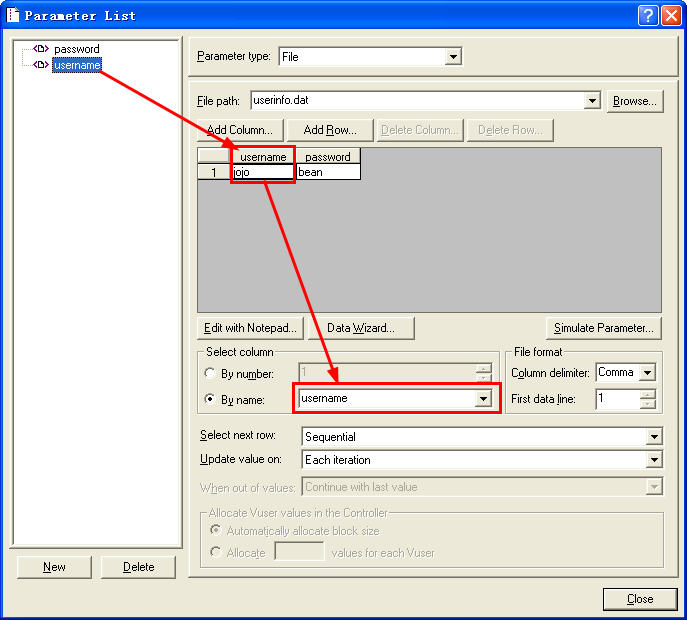 Parameter List
password
username
Parameter type: File
File path: userinfo.dat Browse...
Add Column... Add Row... Delete Column... Delete Row...
username password
1 jojo bean
Edit with Notepad... Data Wizard... Simulate Parameter...
Select column File format
By number: 1 Column delimiter: Comma
By name: username First data line: 1
Select next row: Sequential
Update value on: Each iteration
When out of values: Continue with last value
Allocate Vuser values in the Controller
Automatically allocate block size
Allocate values for each Vuser
New Delete
Close